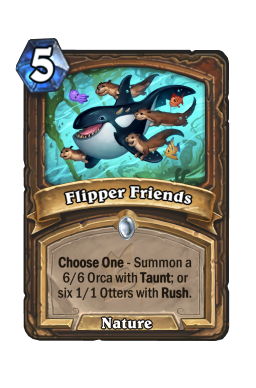 5
Flipper Friends
Choose One - Summon a
6/6 Orca with Taunt; or
six 1/1 Otters with Rush.
Nature